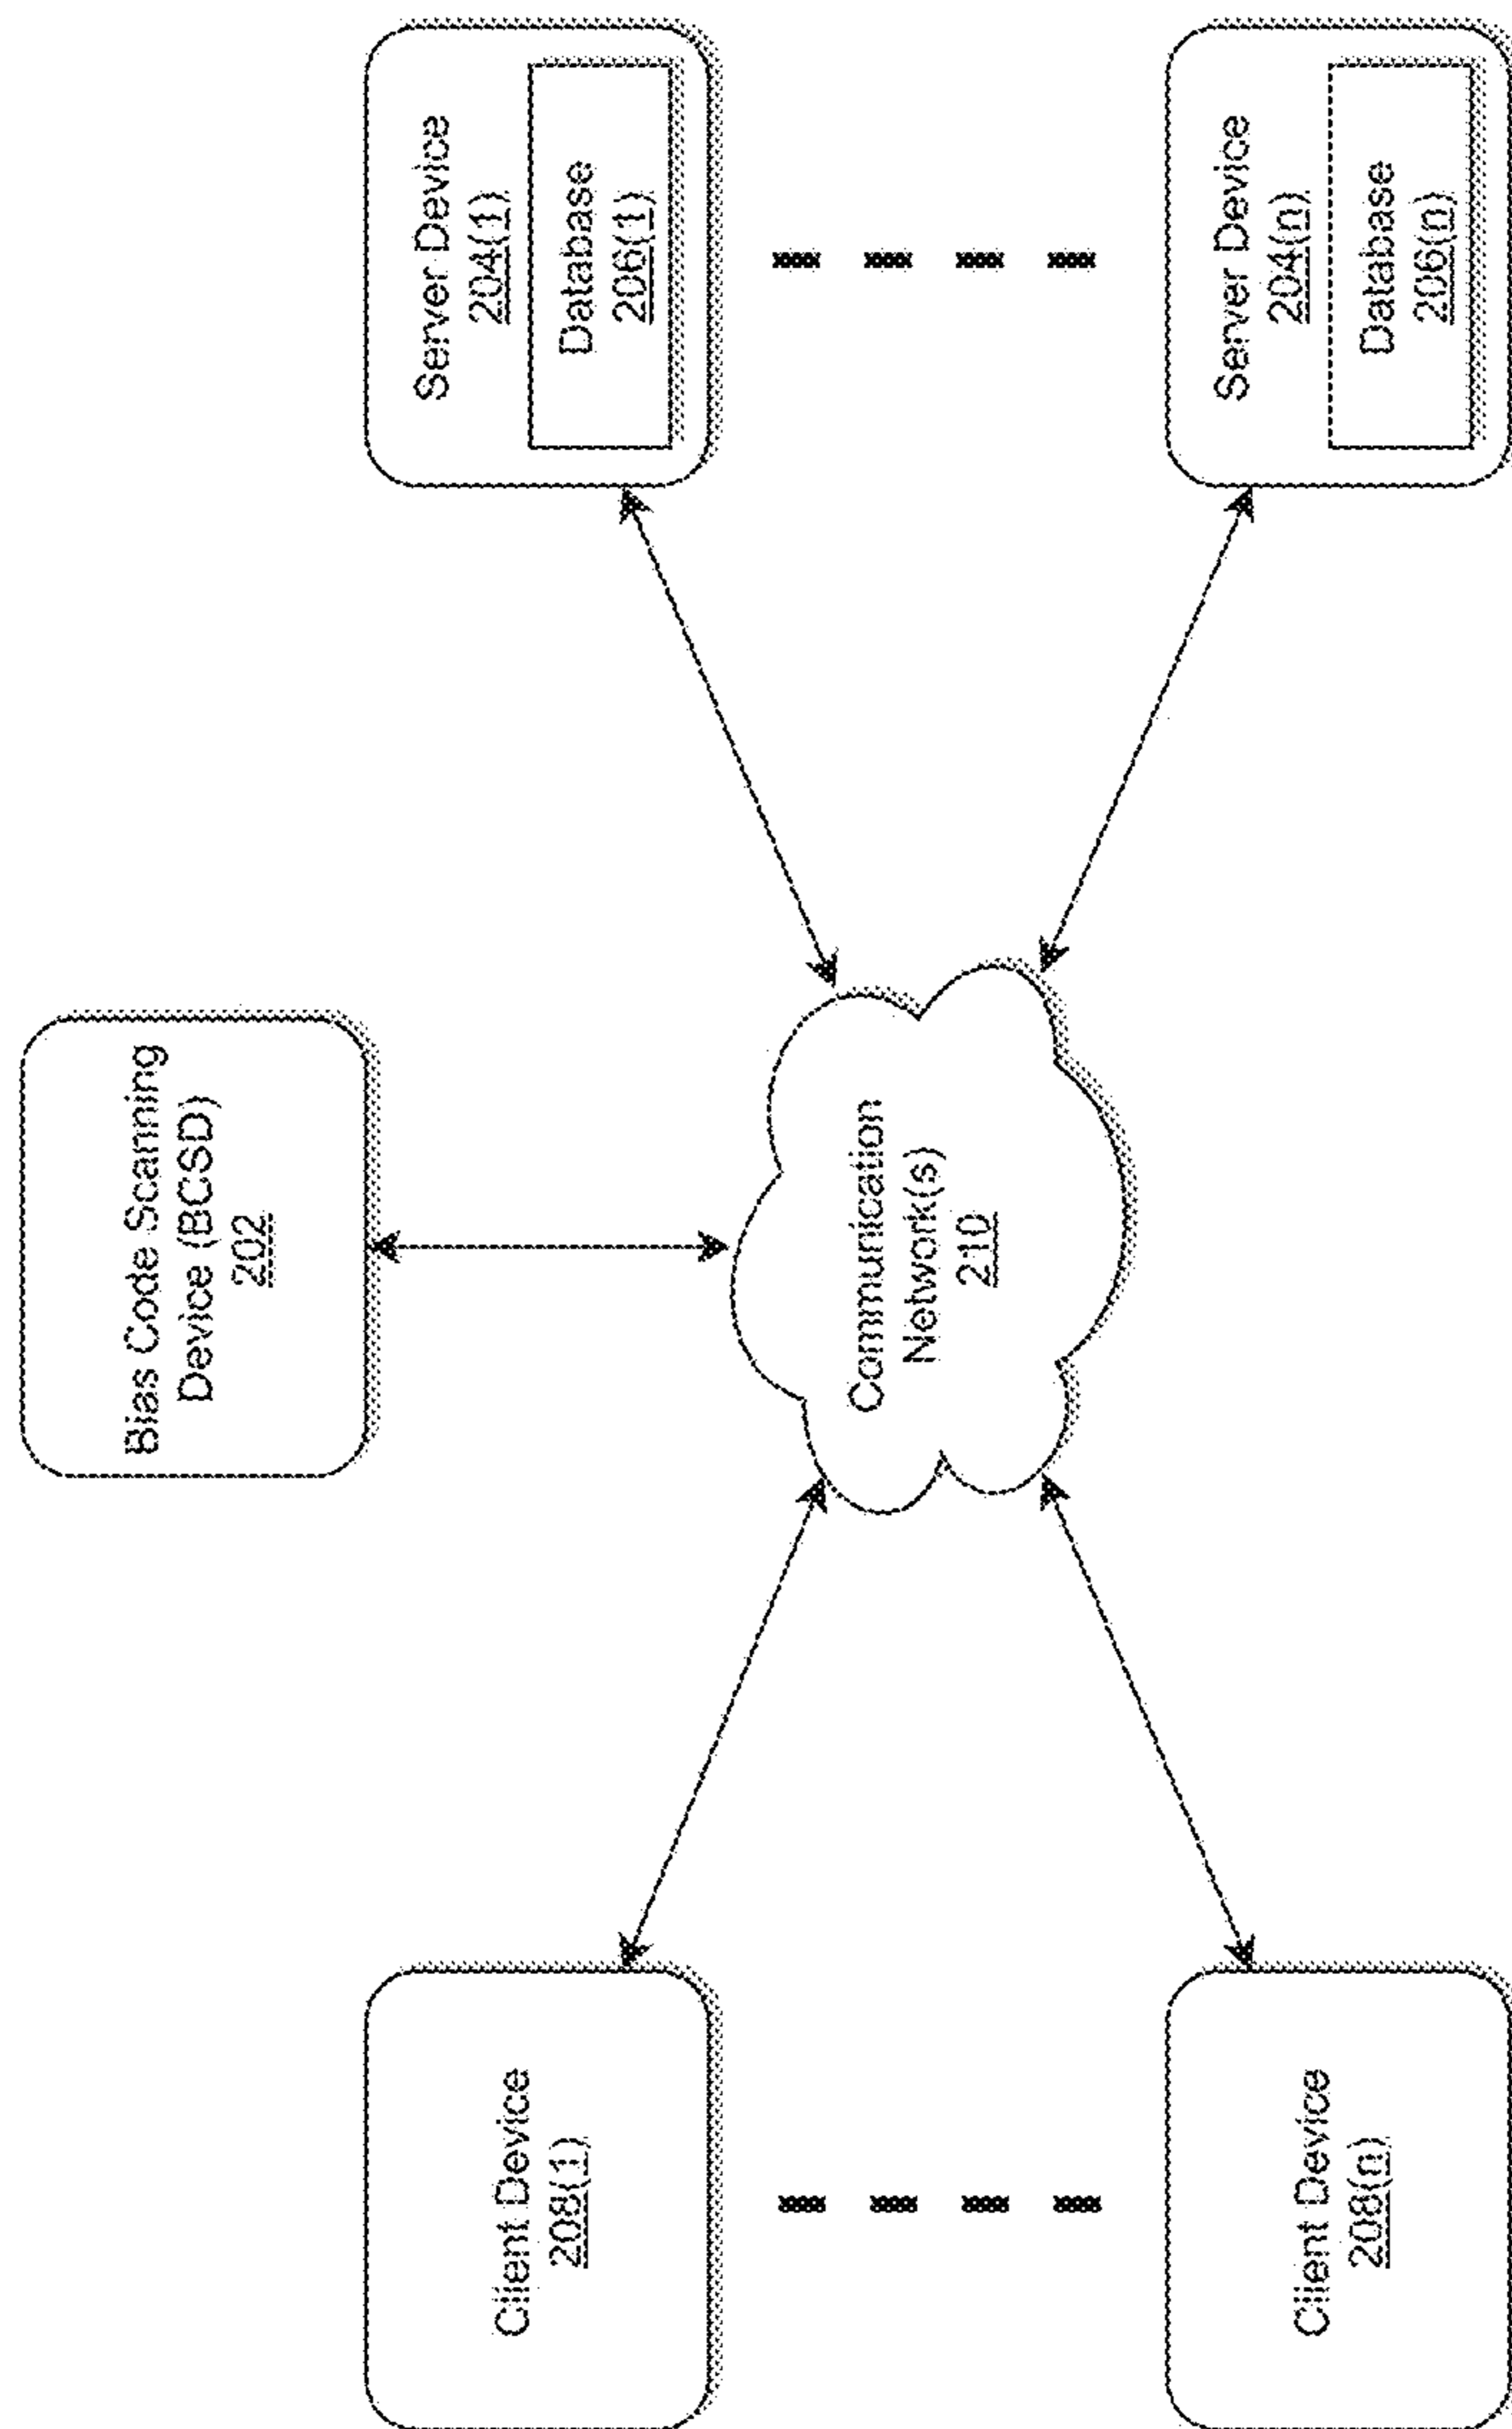 Bias Code Scanning
Device (BCSD)
202
Client Device
208(1)
Communication
Network(s)
210
Server Device
204(1)
Database
206(1)
Client Device
208(n)
Server Device
204(n)
Database
206(n)